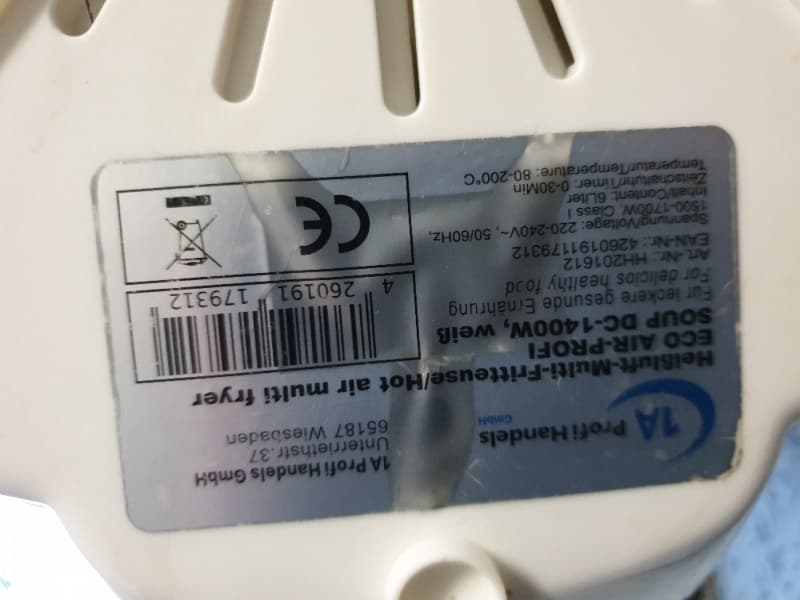 1A Profi Handels
GmbH
1A Profi Handels GmbH
Unterriethstr.37
65187 Wiesbaden
Heißluft-Multi-Fritteuse/Hot air multi fryer
ECO AIR-PROFI
SOUP DC-1400W, weiß
Für leckere gesunde Ernährung
For delicios healthy food
Art.-Nr.: HH201612
EAN-Nr.: 4260191179312
Spannung/Voltage: 220-240V~, 50/60Hz,
1500-1700W, Class I
Inhalt/Content: 6Liter
Zeitschaltuhr/Timer: 0-30Min
Temperatur/Temperature: 80-200°C
4 260191 179312
CE